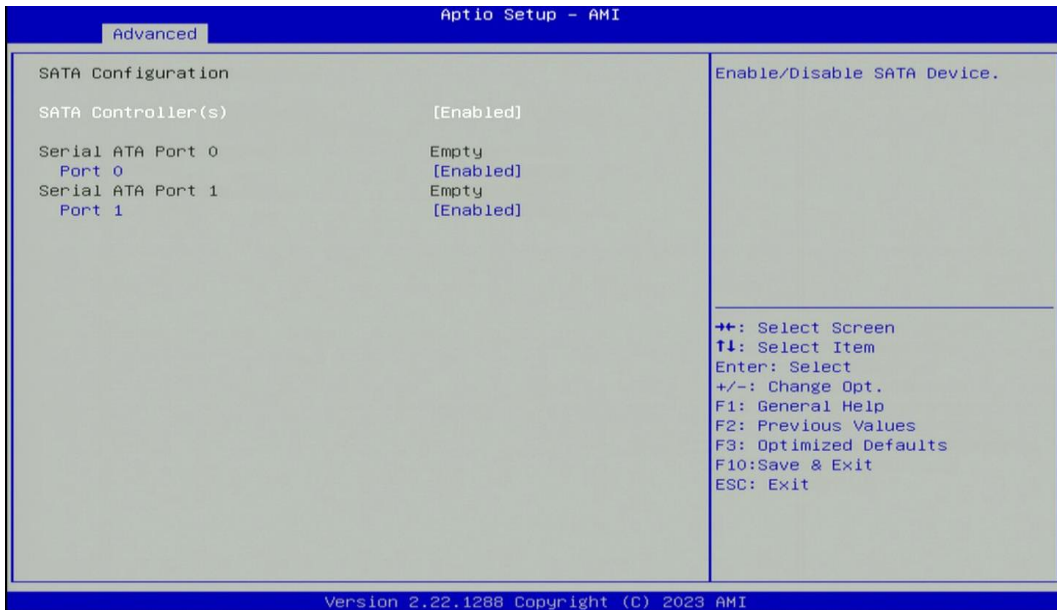 Aptio Setup – AMI
Advanced
SATA Configuration
SATA Controller(s) [Enabled]
Serial ATA Port 0 Empty
Port 0 [Enabled]
Serial ATA Port 1 Empty
Port 1 [Enabled]
Enable/Disable SATA Device.
→←: Select Screen
↑↓: Select Item
Enter: Select
+/-: Change Opt.
F1: General Help
F2: Previous Values
F3: Optimized Defaults
F10:Save & Exit
ESC: Exit
Version 2.22.1288 Copyright (C) 2023 AMI